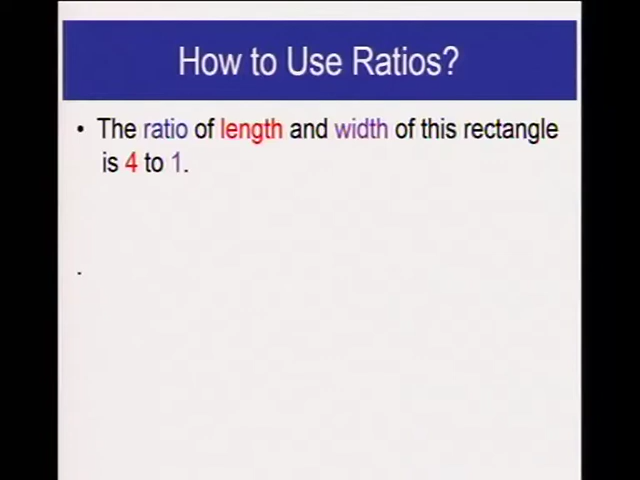 How to Use Ratios?
• The ratio of length and width of this rectangle
is 4 to 1.
.